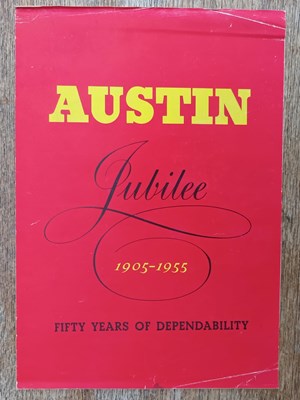 AUSTIN
Jubilee
1905-1955
FIFTY YEARS OF DEPENDABILITY